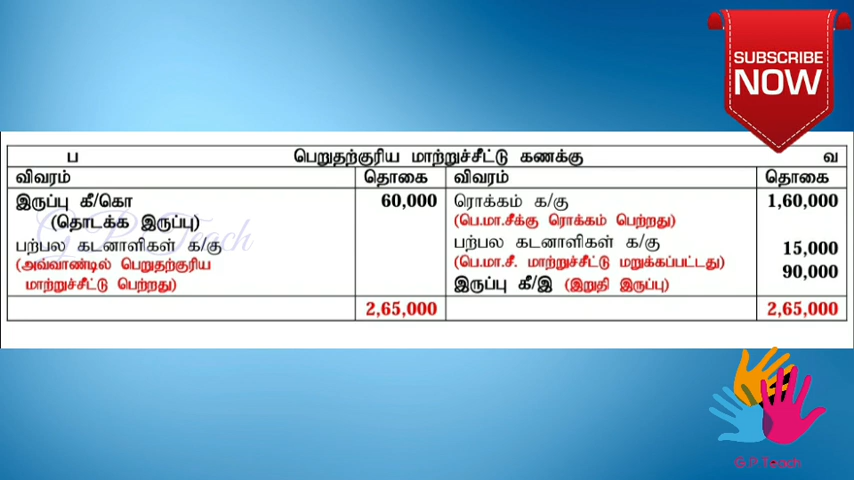 SUBSCRIBE
NOW
ப பெறுதற்குரிய மாற்றுச்சீட்டு கணக்கு வ
விவரம் தொகை விவரம் தொகை
இருப்பு கீ/கொ 60,000 ரொக்கம் க/கு 1,60,000
(தொடக்க இருப்பு) (பெ.மா.சீக்கு ரொக்கம் பெற்றது)
பற்பல கடனாளிகள் க/கு பற்பல கடனாளிகள் க/கு 15,000
(அவ்வாண்டில் பெறுதற்குரிய (பெ.மா.சீ. மாற்றுச்சீட்டு மறுக்கப்பட்டது)
மாற்றுச்சீட்டு பெற்றது) இருப்பு கீ/இ (இறுதி இருப்பு) 90,000
2,65,000 2,65,000
G P Teach
G.P Teach